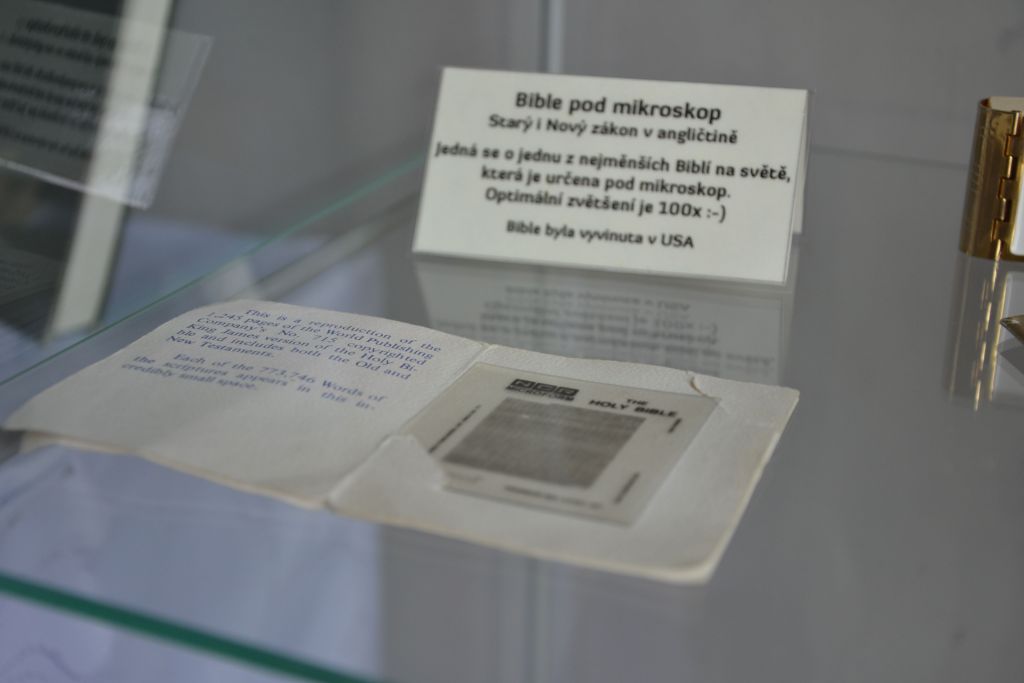 Bible pod mikroskop
Starý i Nový zákon v angličtině
Jedná se o jednu z nejměnších Biblí na světě,
která je určena pod mikroskop.
Optimální zvětšení je 100x :-)
Bible byla vyvinuta v USA
This is a reproduction of the
1,245 pages of the World Publishing
Company's No. 715 copyrighted
King James version of the Holy Bi-
ble and includes both the Old and
New Testaments.
Each of the 773,746 Words of
the scriptures appears in this in-
credibly small space.
NCR
MICROFORM
THE
HOLY BIBLE